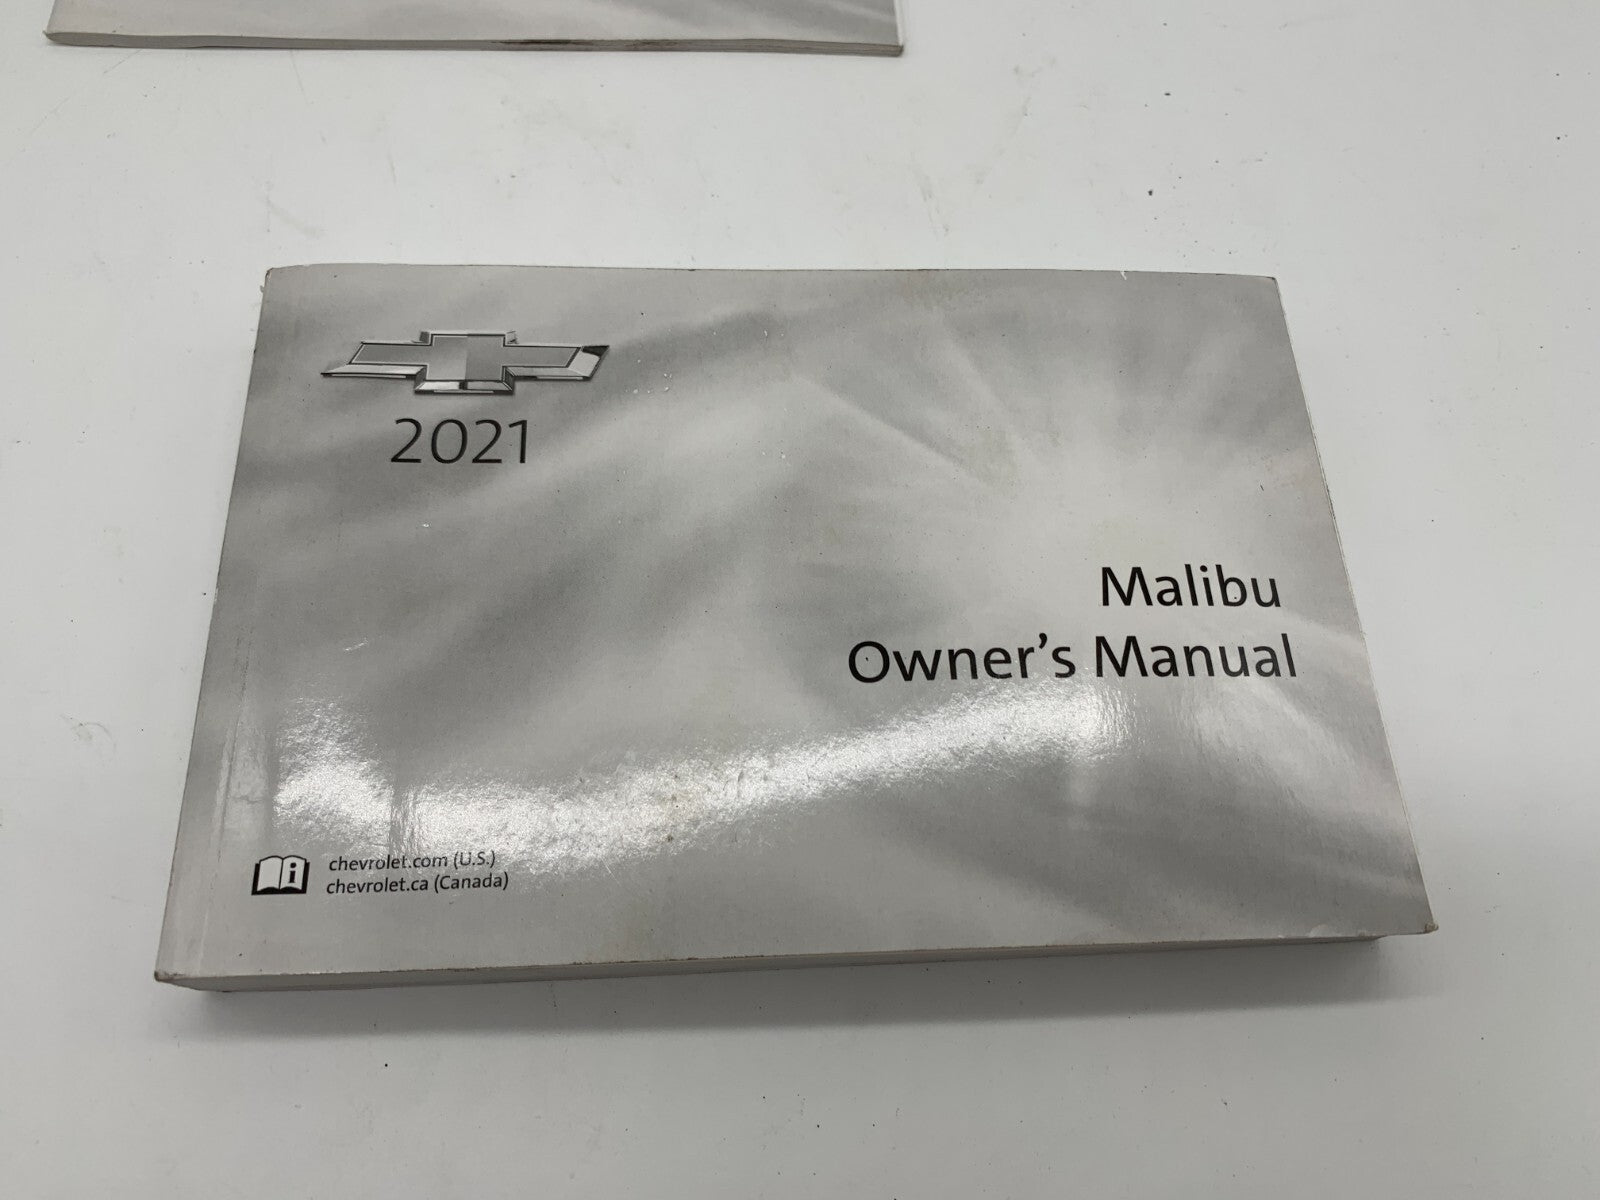 2021
Malibu
Owner's Manual
i
chevrolet.com (U.S.)
chevrolet.ca (Canada)